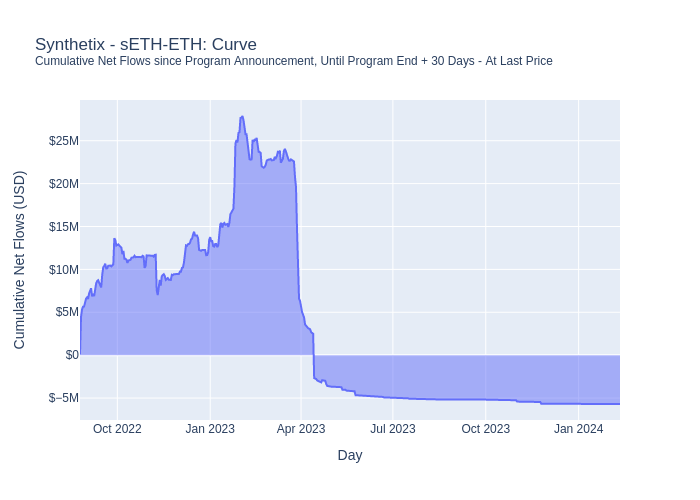 Synthetix - sETH-ETH: Curve
Cumulative Net Flows since Program Announcement, Until Program End + 30 Days - At Last Price
Cumulative Net Flows (USD)
$25M
$20M
$15M
$10M
$5M
$0
$−5M
Oct 2022 Jan 2023 Apr 2023 Jul 2023 Oct 2023 Jan 2024
Day